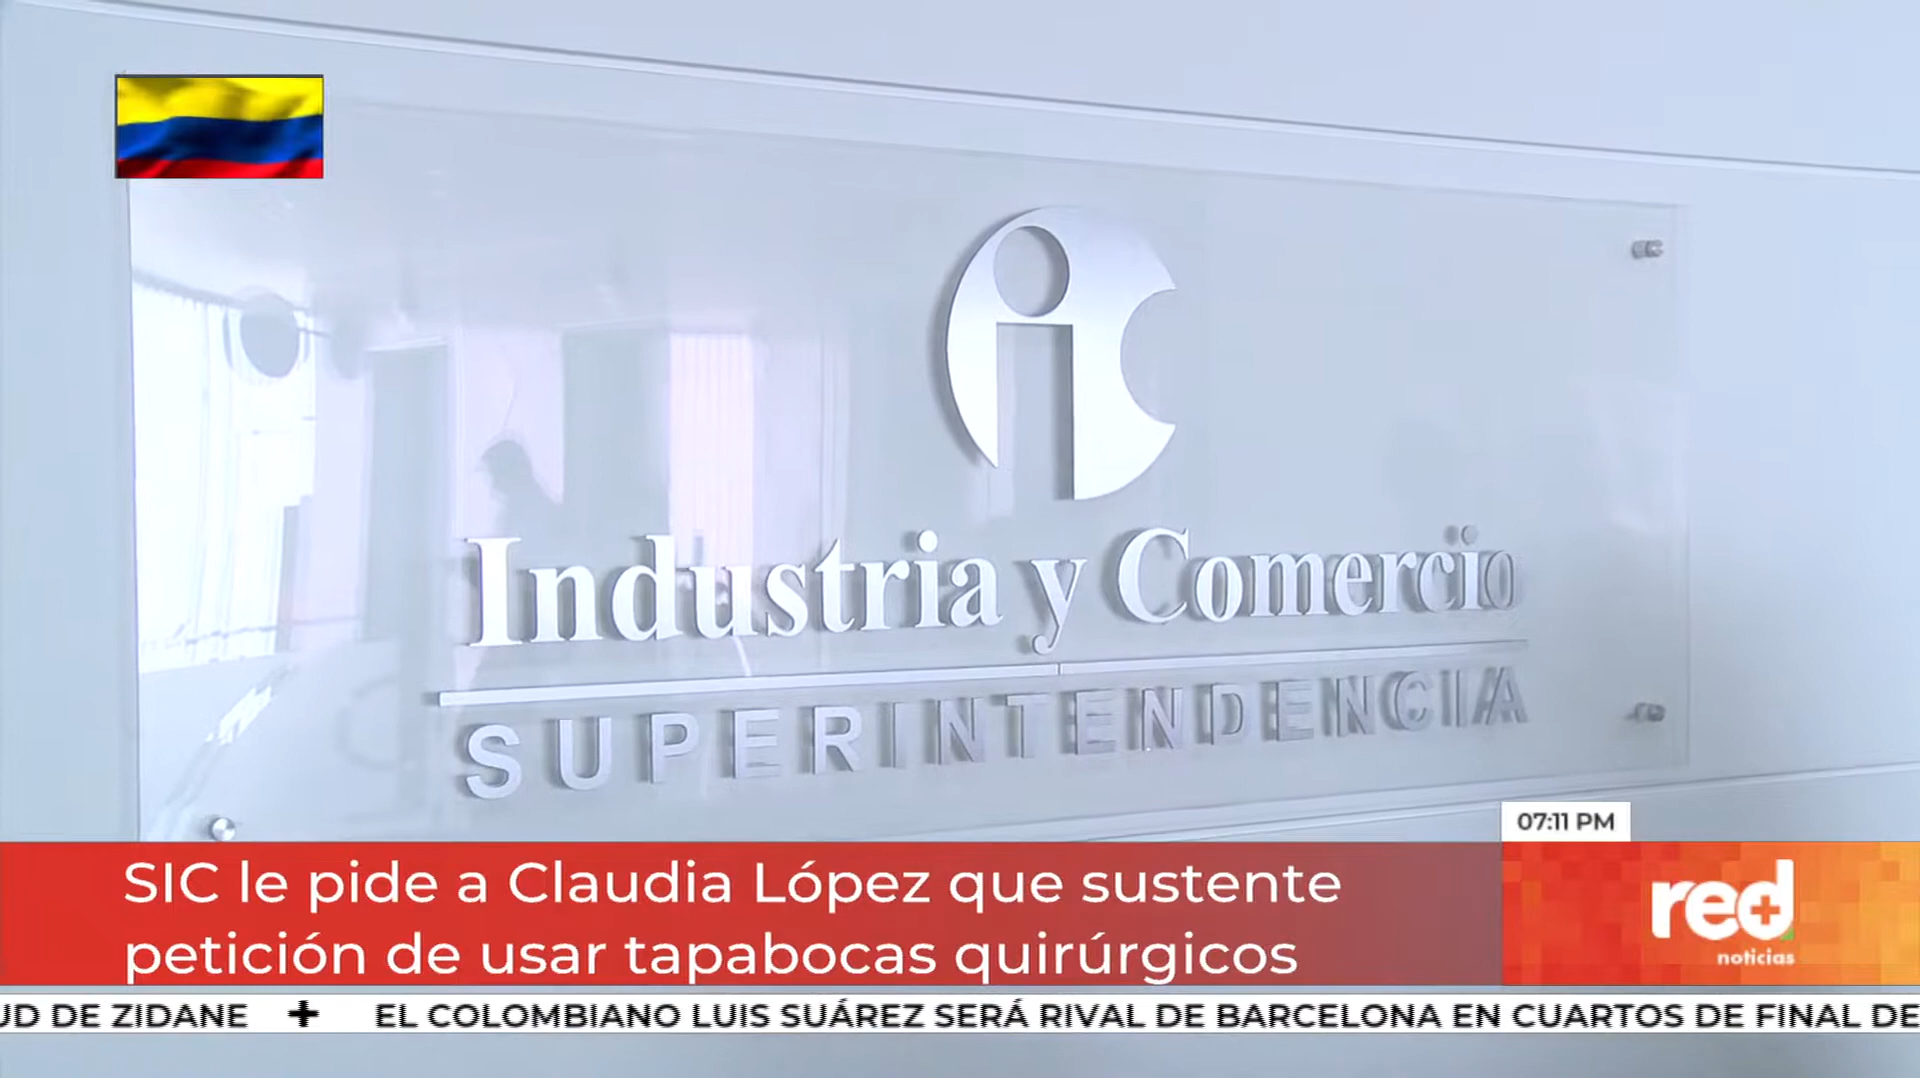 Industria y Comercio
SUPERINTENDENCIA
07:11 PM
SIC le pide a Claudia López que sustente
petición de usar tapabocas quirúrgicos
red
noticias
UD DE ZIDANE + EL COLOMBIANO LUIS SUÁREZ SERÁ RIVAL DE BARCELONA EN CUARTOS DE FINAL DE